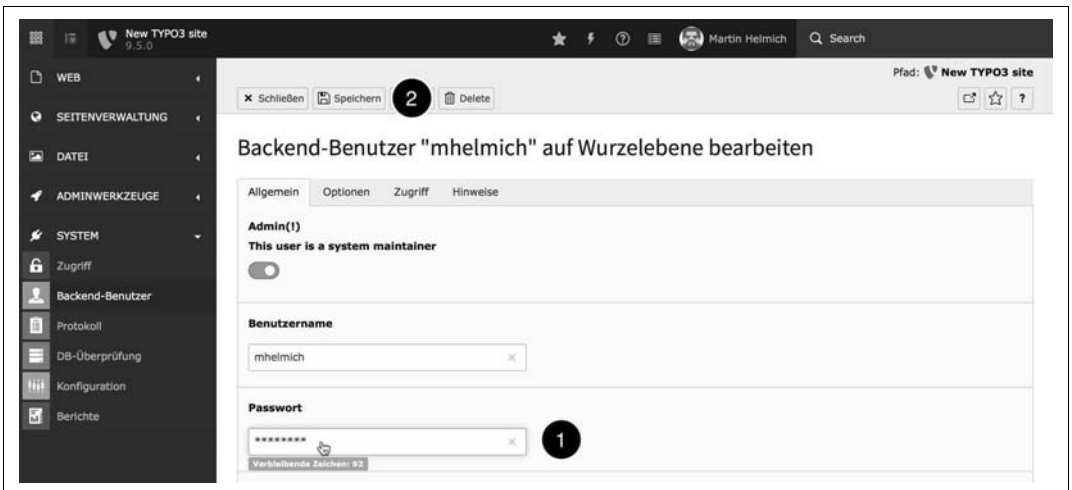 New TYPO3 site
9.5.0
Martin Helmich
Search
WEB
SEITENVERWALTUNG
DATEI
ADMINWERKZEUGE
SYSTEM
Zugriff
Backend-Benutzer
Protokoll
DB-Überprüfung
Konfiguration
Berichte
Pfad: New TYPO3 site
Schließen Speichern 2 Delete
?
Backend-Benutzer "mhelmich" auf Wurzelebene bearbeiten
Allgemein Optionen Zugriff Hinweise
Admin(!)
This user is a system maintainer
Benutzername
mhelmich
Passwort
******** 1
Verbleibende Zeichen: 92